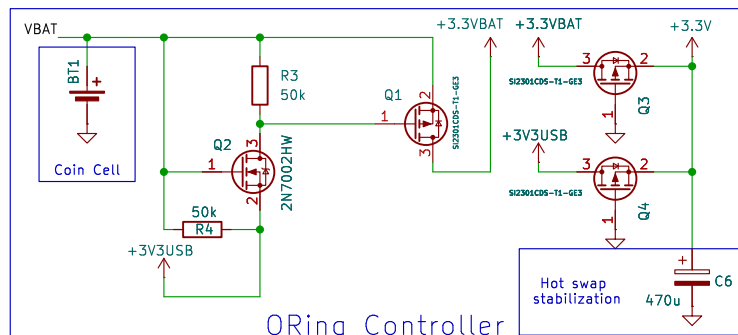 VBAT
+3.3VBAT
+3.3VBAT
+3.3V
BT1
+
Coin Cell
R3
50k
Q1
1
2
3
SI2301CDS-T1-GE3
Q2
1
3
2
2N7002HW
50k
R4
+3V3USB
3
2
1
SI2301CDS-T1-GE3
Q3
+3V3USB
3
2
1
SI2301CDS-T1-GE3
Q4
Hot swap
stabilization
+
C6
470u
ORing Controller